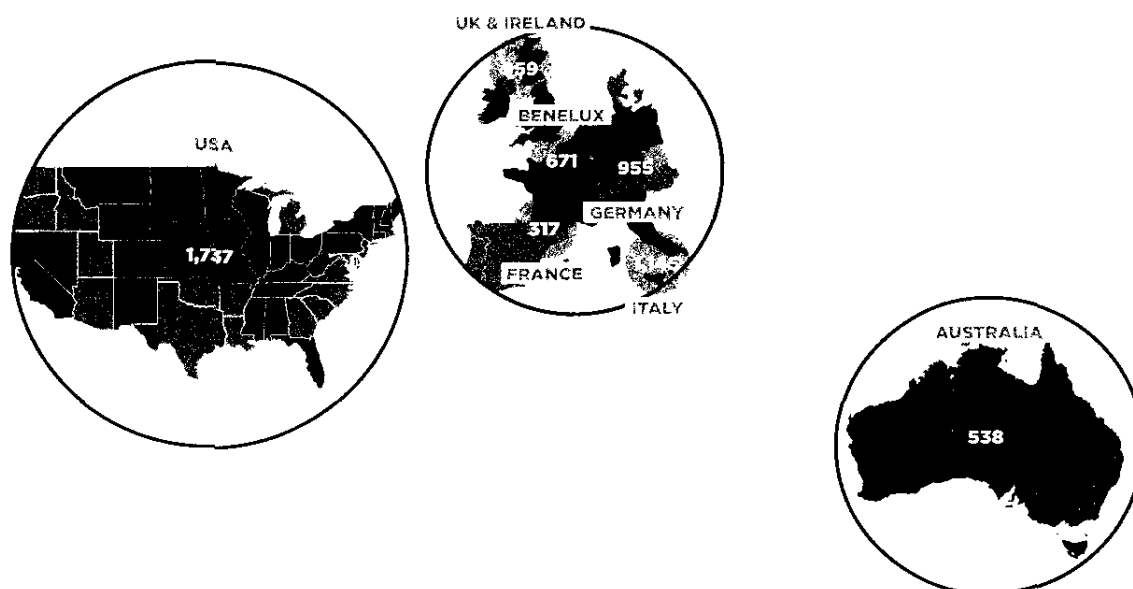 UK & IRELAND
BENELUX
671
955
GERMANY
317
FRANCE
ITALY
USA
1,737
AUSTRALIA
538